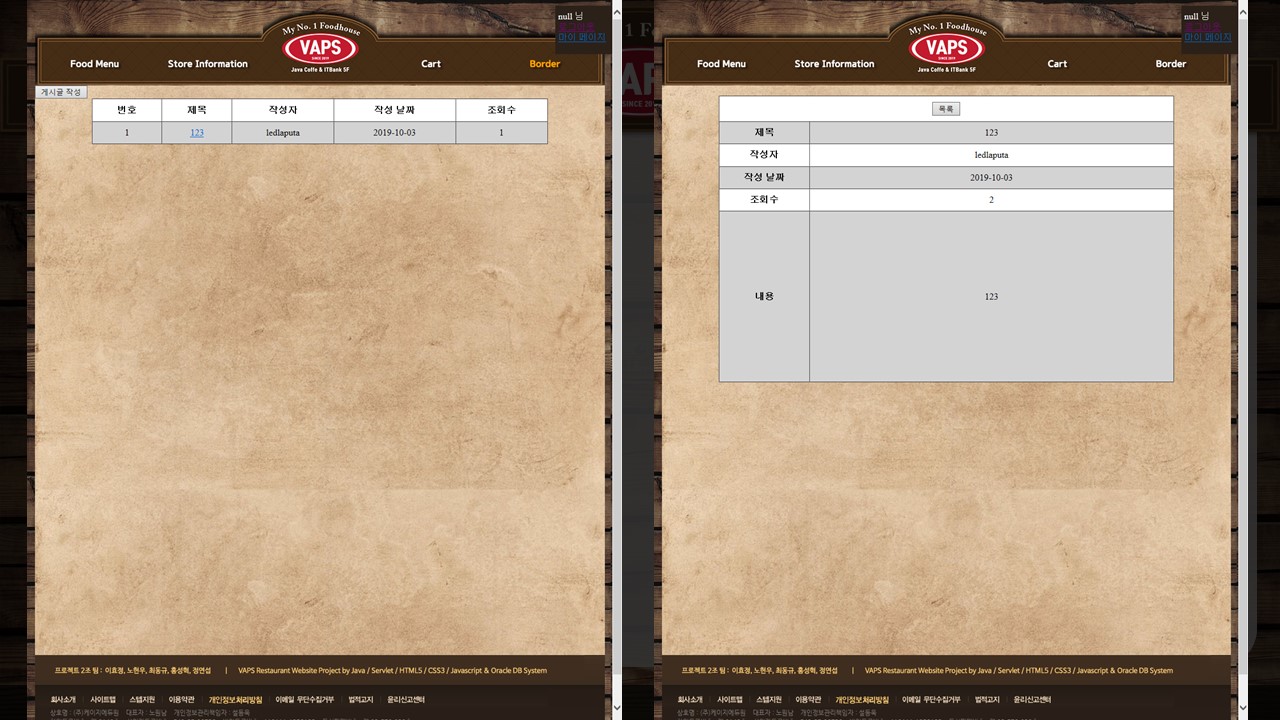 null 님
마이 페이지
My No. 1 Foodhouse
VAPS
SINCE 2019
Java Coffe & ITBank 5F
Food Menu
Store Information
Cart
Border
게시글 작성
번호 제목 작성자 작성 날짜 조회수
1 123 ledlaputa 2019-10-03 1
프로젝트 2조 팀 : 이효정, 노현우, 최동규, 홍성혁, 정연섭 | VAPS Restaurant Website Project by Java / Servlet / HTML5 / CSS3 / Javascript & Oracle DB System
회사소개 사이트맵 스텝지원 이용약관 개인정보처리방침 이메일 무단수집거부 법적고지 윤리신고센터
상호명 : (주)케이지에듀원 대표자 : 노원남 개인정보관리책임자 : 설동욱
null 님
마이 페이지
My No. 1 Foodhouse
VAPS
SINCE 2019
Java Coffe & ITBank 5F
Food Menu
Store Information
Cart
Border
목록
제목 123
작성자 ledlaputa
작성 날짜 2019-10-03
조회수 2
내용 123
프로젝트 2조 팀 : 이효정, 노현우, 최동규, 홍성혁, 정연섭 | VAPS Restaurant Website Project by Java / Servlet / HTML5 / CSS3 / Javascript & Oracle DB System
회사소개 사이트맵 스텝지원 이용약관 개인정보처리방침 이메일 무단수집거부 법적고지 윤리신고센터
상호명 : (주)케이지에듀원 대표자 : 노원남 개인정보관리책임자 : 설동욱